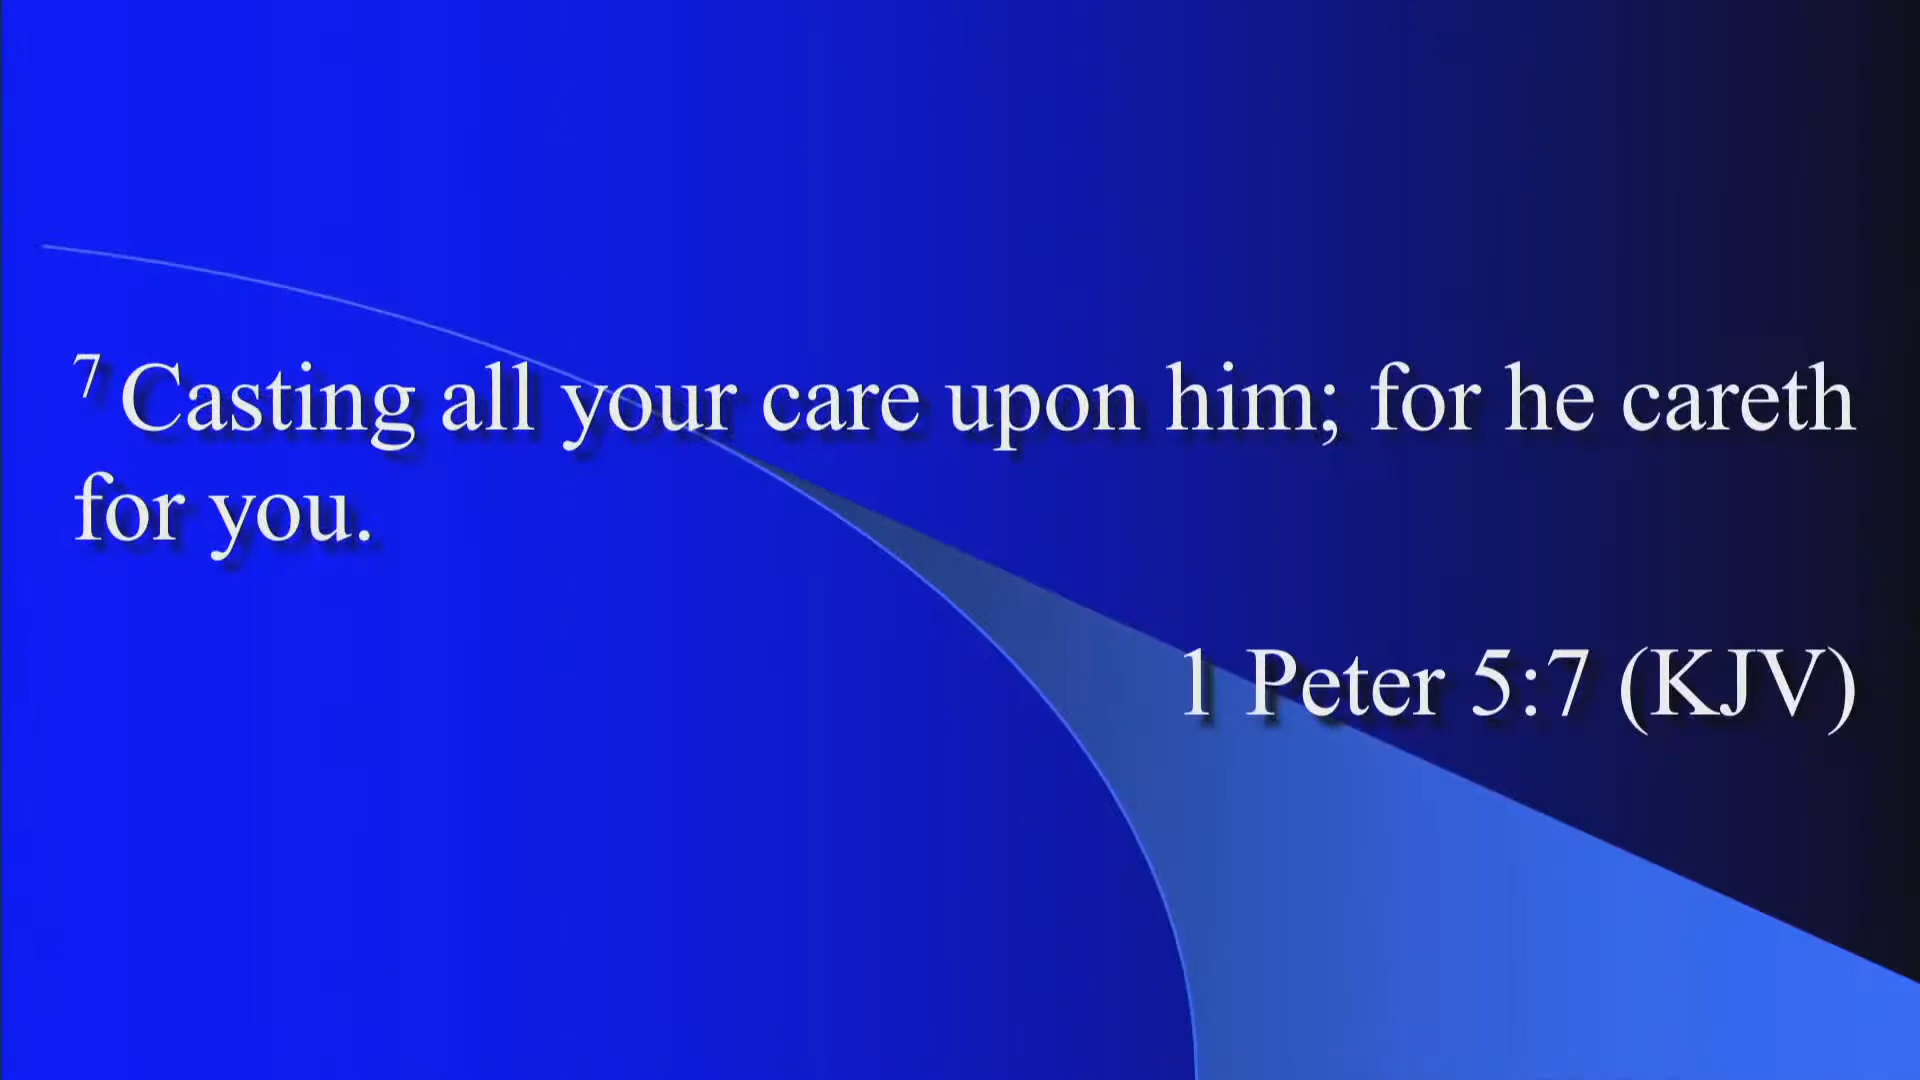 7 Casting all your care upon him; for he careth
for you.
1 Peter 5:7 (KJV)